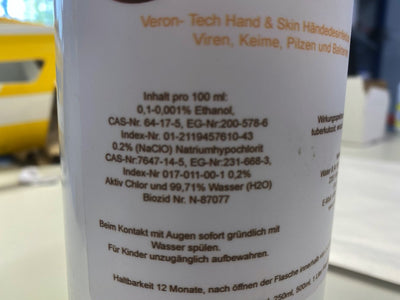 Veron- Tech Hand & Skin
Viren, Keime, Pilzen und
Inhalt pro 100 ml:
0,1-0,001% Ethanol,
CAS-Nr. 64-17-5, EG-Nr:200-578-6
Index-Nr. 01-2119457610-43
0.2% (NaClO) Natriumhypochlorit
CAS-Nr:7647-14-5, EG-Nr:231-668-3,
Index-Nr 017-011-00-1 0,2%
Aktiv Chlor und 99,71% Wasser (H2O)
Biozid Nr. N-87077
Beim Kontakt mit Augen sofort gründlich mit
Wasser spülen.
Für Kinder unzugänglich aufbewahren.
Haltbarkeit 12 Monate, nach öffnen der Flasche innerhalb
250ml, 500ml,